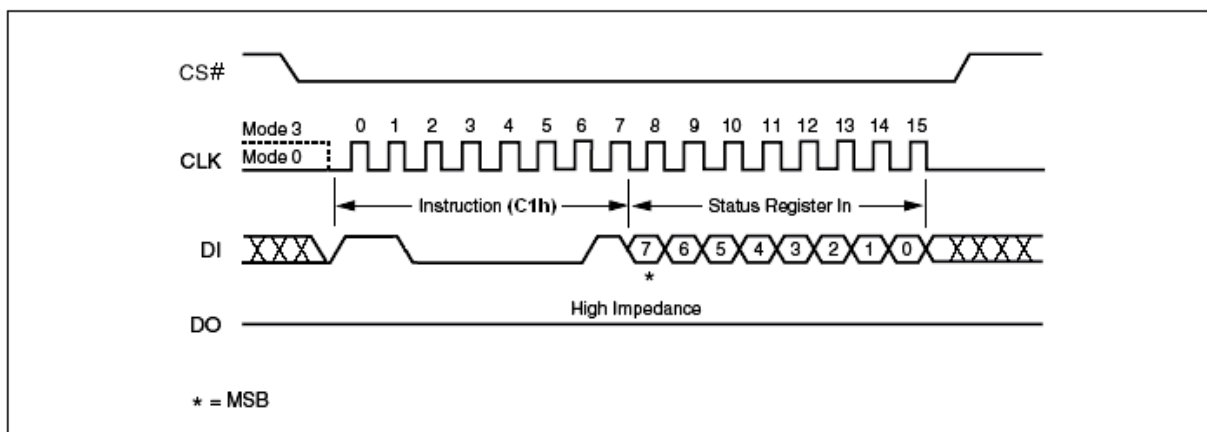 CS#
Mode 3
0 1 2 3 4 5 6 7 8 9 10 11 12 13 14 15
CLK
Mode 0
Instruction (C1h)
Status Register In
DI
7 6 5 4 3 2 1 0
*
High Impedance
DO
* = MSB